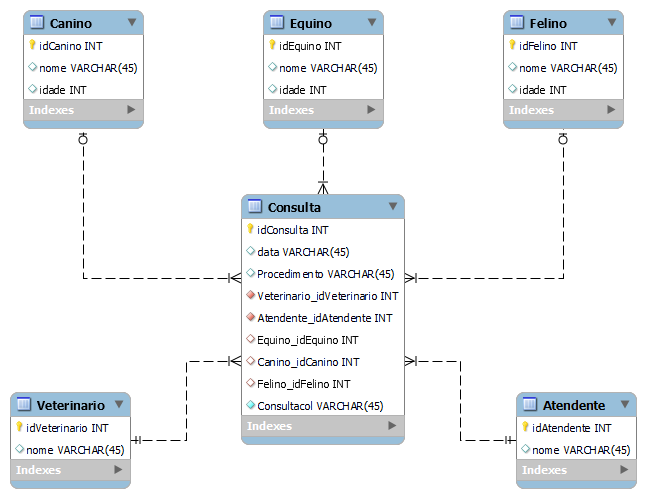 Canino
idCanino INT
nome VARCHAR(45)
idade INT
Indexes
Equino
idEquino INT
nome VARCHAR(45)
idade INT
Indexes
Felino
idFelino INT
nome VARCHAR(45)
idade INT
Indexes
Consulta
idConsulta INT
data VARCHAR(45)
Procedimento VARCHAR(45)
Veterinario_idVeterinario INT
Atendente_idAtendente INT
Equino_idEquino INT
Canino_idCanino INT
Felino_idFelino INT
Consultacol VARCHAR(45)
Indexes
Veterinario
idVeterinario INT
nome VARCHAR(45)
Indexes
Atendente
idAtendente INT
nome VARCHAR(45)
Indexes